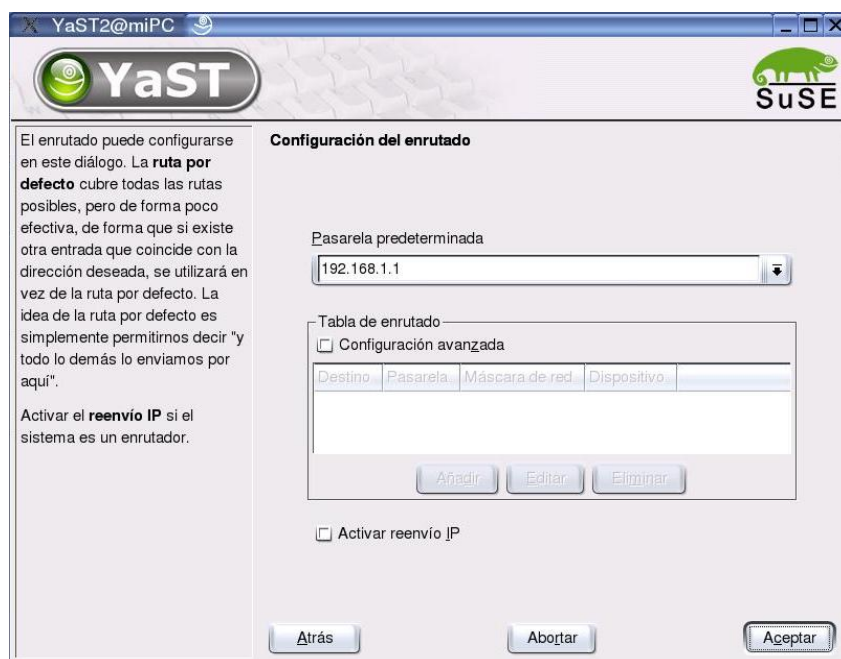 YaST2@miPC
YaST
SuSE
El enrutado puede configurarse
en este diálogo. La ruta por
defecto cubre todas las rutas
posibles, pero de forma poco
efectiva, de forma que si existe
otra entrada que coincide con la
dirección deseada, se utilizará en
vez de la ruta por defecto. La
idea de la ruta por defecto es
simplemente permitirnos decir "y
todo lo demás lo enviamos por
aquí".
Activar el reenvío IP si el
sistema es un enrutador.
Configuración del enrutado
Pasarela predeterminada
192.168.1.1
Tabla de enrutado
Configuración avanzada
Destino Pasarela Máscara de red Dispositivo
Añadir Editar Eliminar
Activar reenvío IP
Atrás Abortar Aceptar